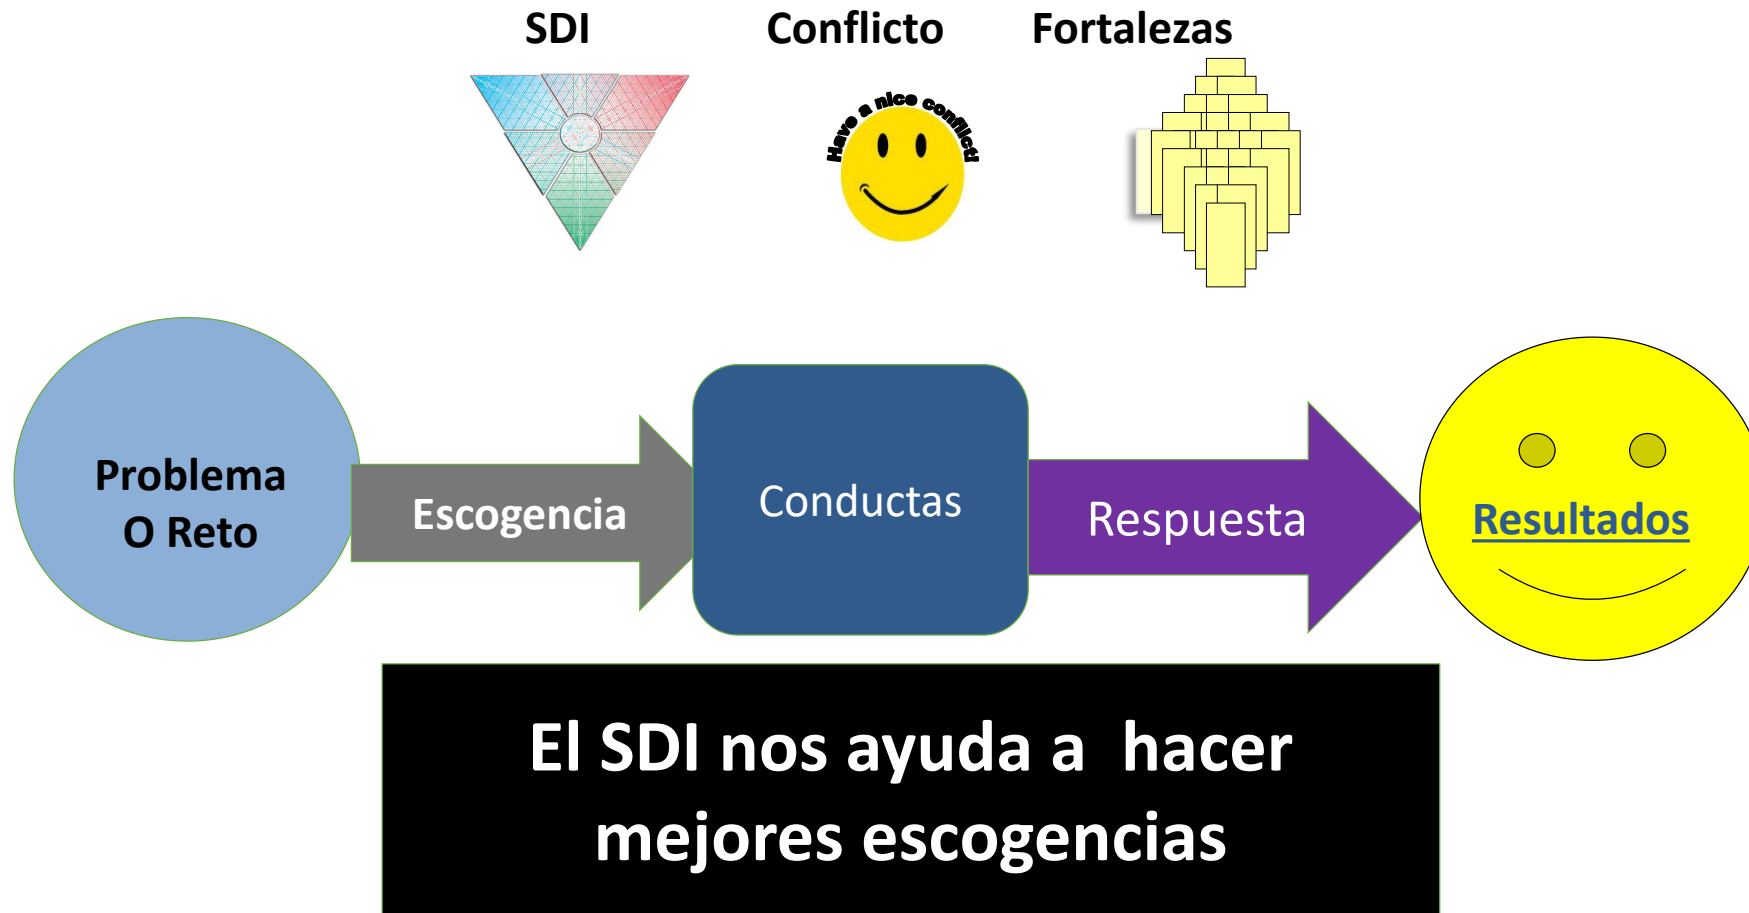 SDI
Conflicto
Fortalezas
Have a nice conflict!
Problema
O Reto
Escogencia
Conductas
Respuesta
Resultados
El SDI nos ayuda a  hacer
mejores escogencias